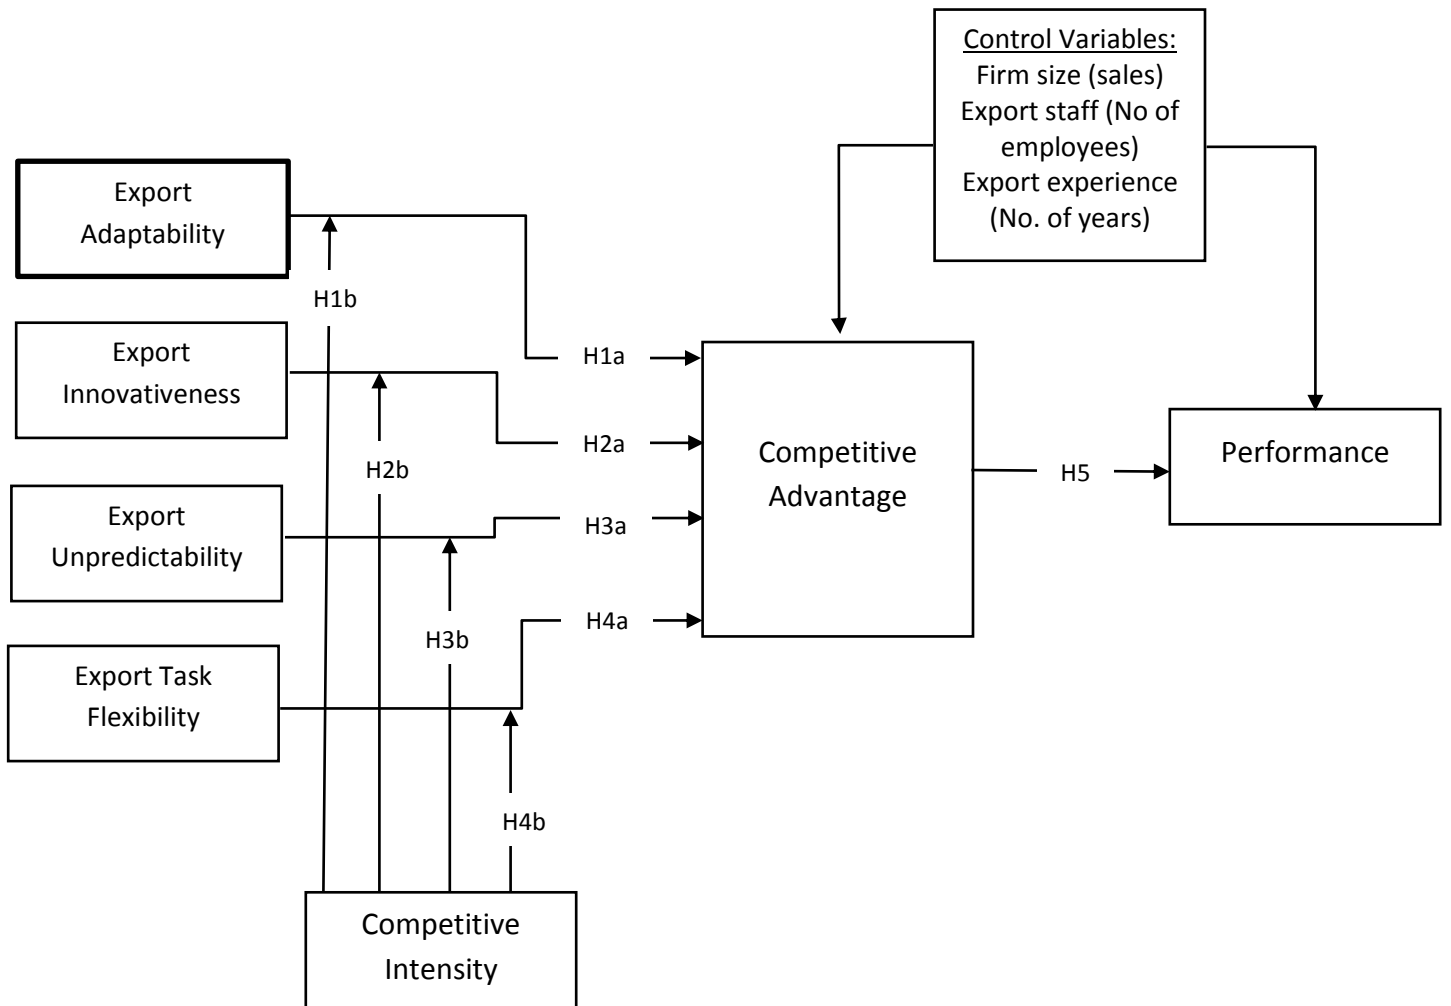 Control Variables:
Firm size (sales)
Export staff (No of
employees)
Export experience
(No. of years)
Export
Adaptability
H1b
Export
Innovativeness
H1a
H2a
H2b
Competitive
Advantage
Performance
H5
Export
Unpredictability
H3a
H3b
H4a
Export Task
Flexibility
H4b
Competitive
Intensity